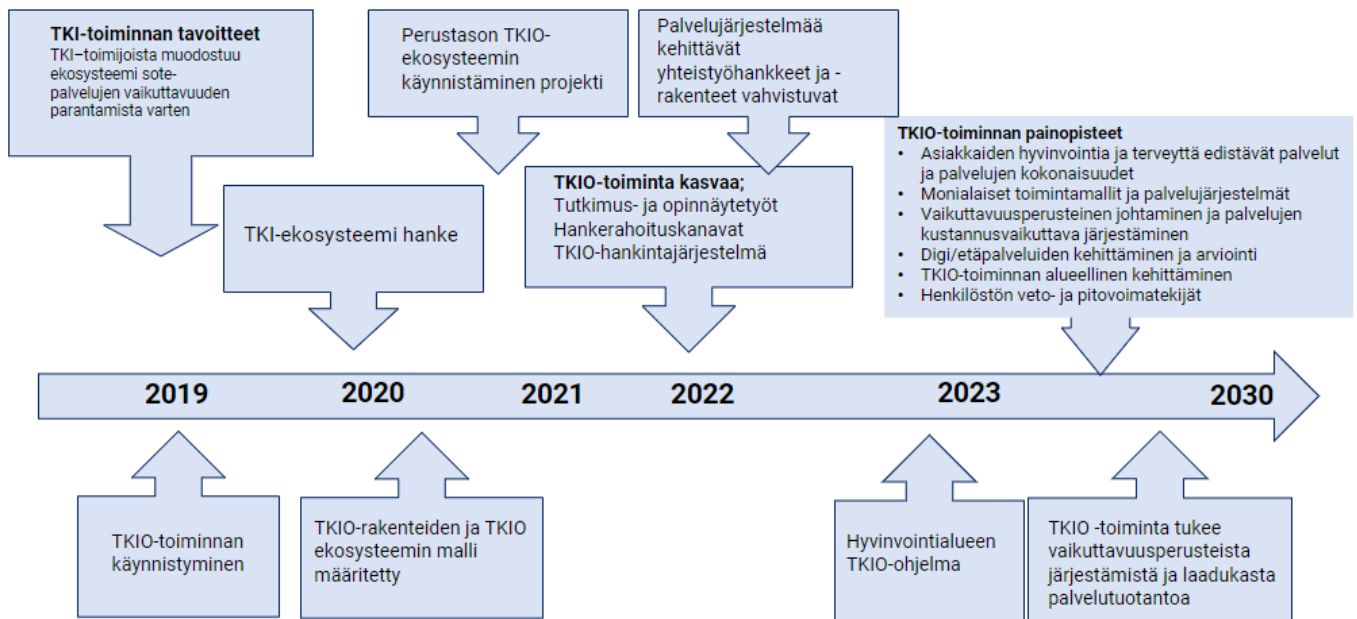 TKI-toiminnan tavoitteet
TKI–toimijoista muodostuu
ekosysteemi sote-
palvelujen vaikuttavuuden
parantamista varten
Perustason TKIO-
ekosysteemin
käynnistäminen projekti
Palvelujärjestelmää
kehittävät
yhteistyöhankkeet ja -
rakenteet vahvistuvat
TKI-ekosysteemi hanke
TKIO-toiminta kasvaa;
Tutkimus- ja opinnäytetyöt
Hankerahoituskanavat
TKIO-hankintajärjestelmä
TKIO-toiminnan painopisteet
• Asiakkaiden hyvinvointia ja terveyttä edistävät palvelut
ja palvelujen kokonaisuudet
• Monialaiset toimintamallit ja palvelujärjestelmät
• Vaikuttavuusperusteinen johtaminen ja palvelujen
kustannusvaikuttava järjestäminen
• Digi/etäpalveluiden kehittäminen ja arviointi
• TKIO-toiminnan alueellinen kehittäminen
• Henkilöstön veto- ja pitovoimatekijät
2019 2020 2021 2022 2023 2030
TKIO-toiminnan
käynnistyminen
TKIO-rakenteiden ja TKIO
ekosysteemin malli
määritetty
Hyvinvointialueen
TKIO-ohjelma
TKIO -toiminta tukee
vaikuttavuusperusteista
järjestämistä ja laadukasta
palvelutuotantoa